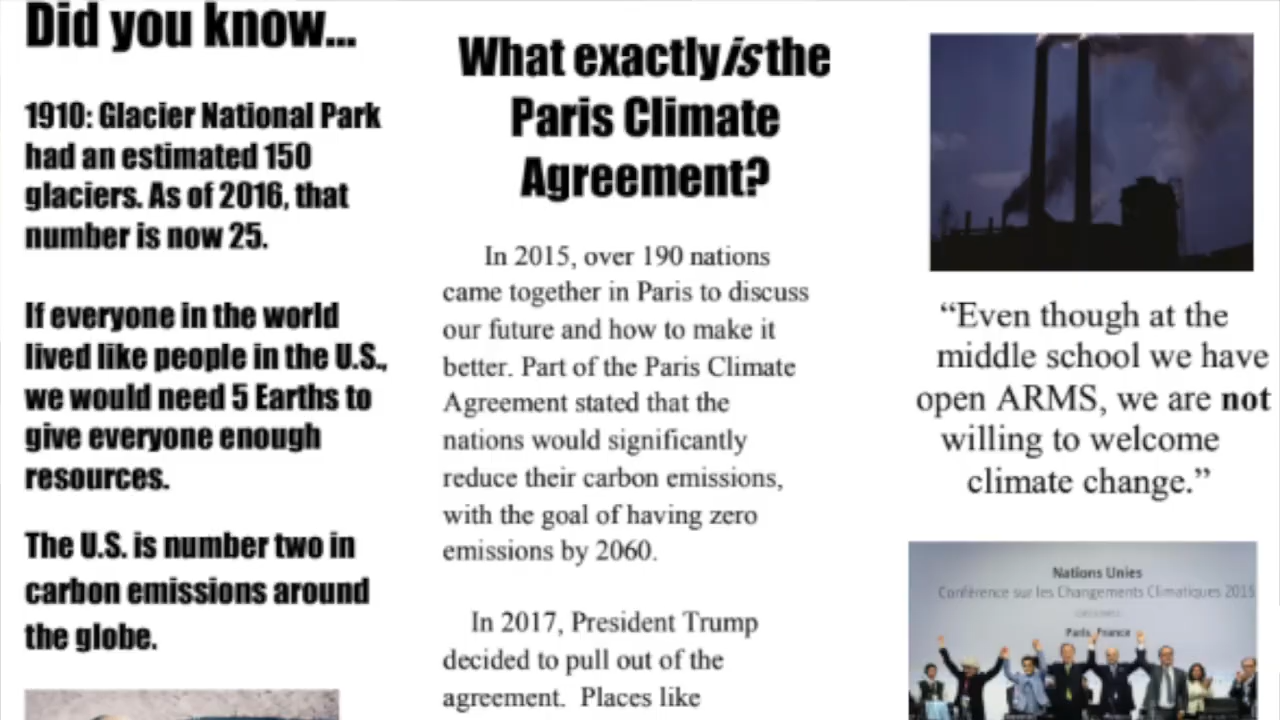 Did you know...
1910: Glacier National Park
had an estimated 150
glaciers. As of 2016, that
number is now 25.
If everyone in the world
lived like people in the U.S.,
we would need 5 Earths to
give everyone enough
resources.
The U.S. is number two in
carbon emissions around
the globe.
What exactly is the
Paris Climate
Agreement?
In 2015, over 190 nations
came together in Paris to discuss
our future and how to make it
better. Part of the Paris Climate
Agreement stated that the
nations would significantly
reduce their carbon emissions,
with the goal of having zero
emissions by 2060.
In 2017, President Trump
decided to pull out of the
agreement. Places like
“Even though at the
middle school we have
open ARMS, we are not
willing to welcome
climate change.”
Nations Unies
Conférence sur les Changements Climatiques 2015
Paris, France